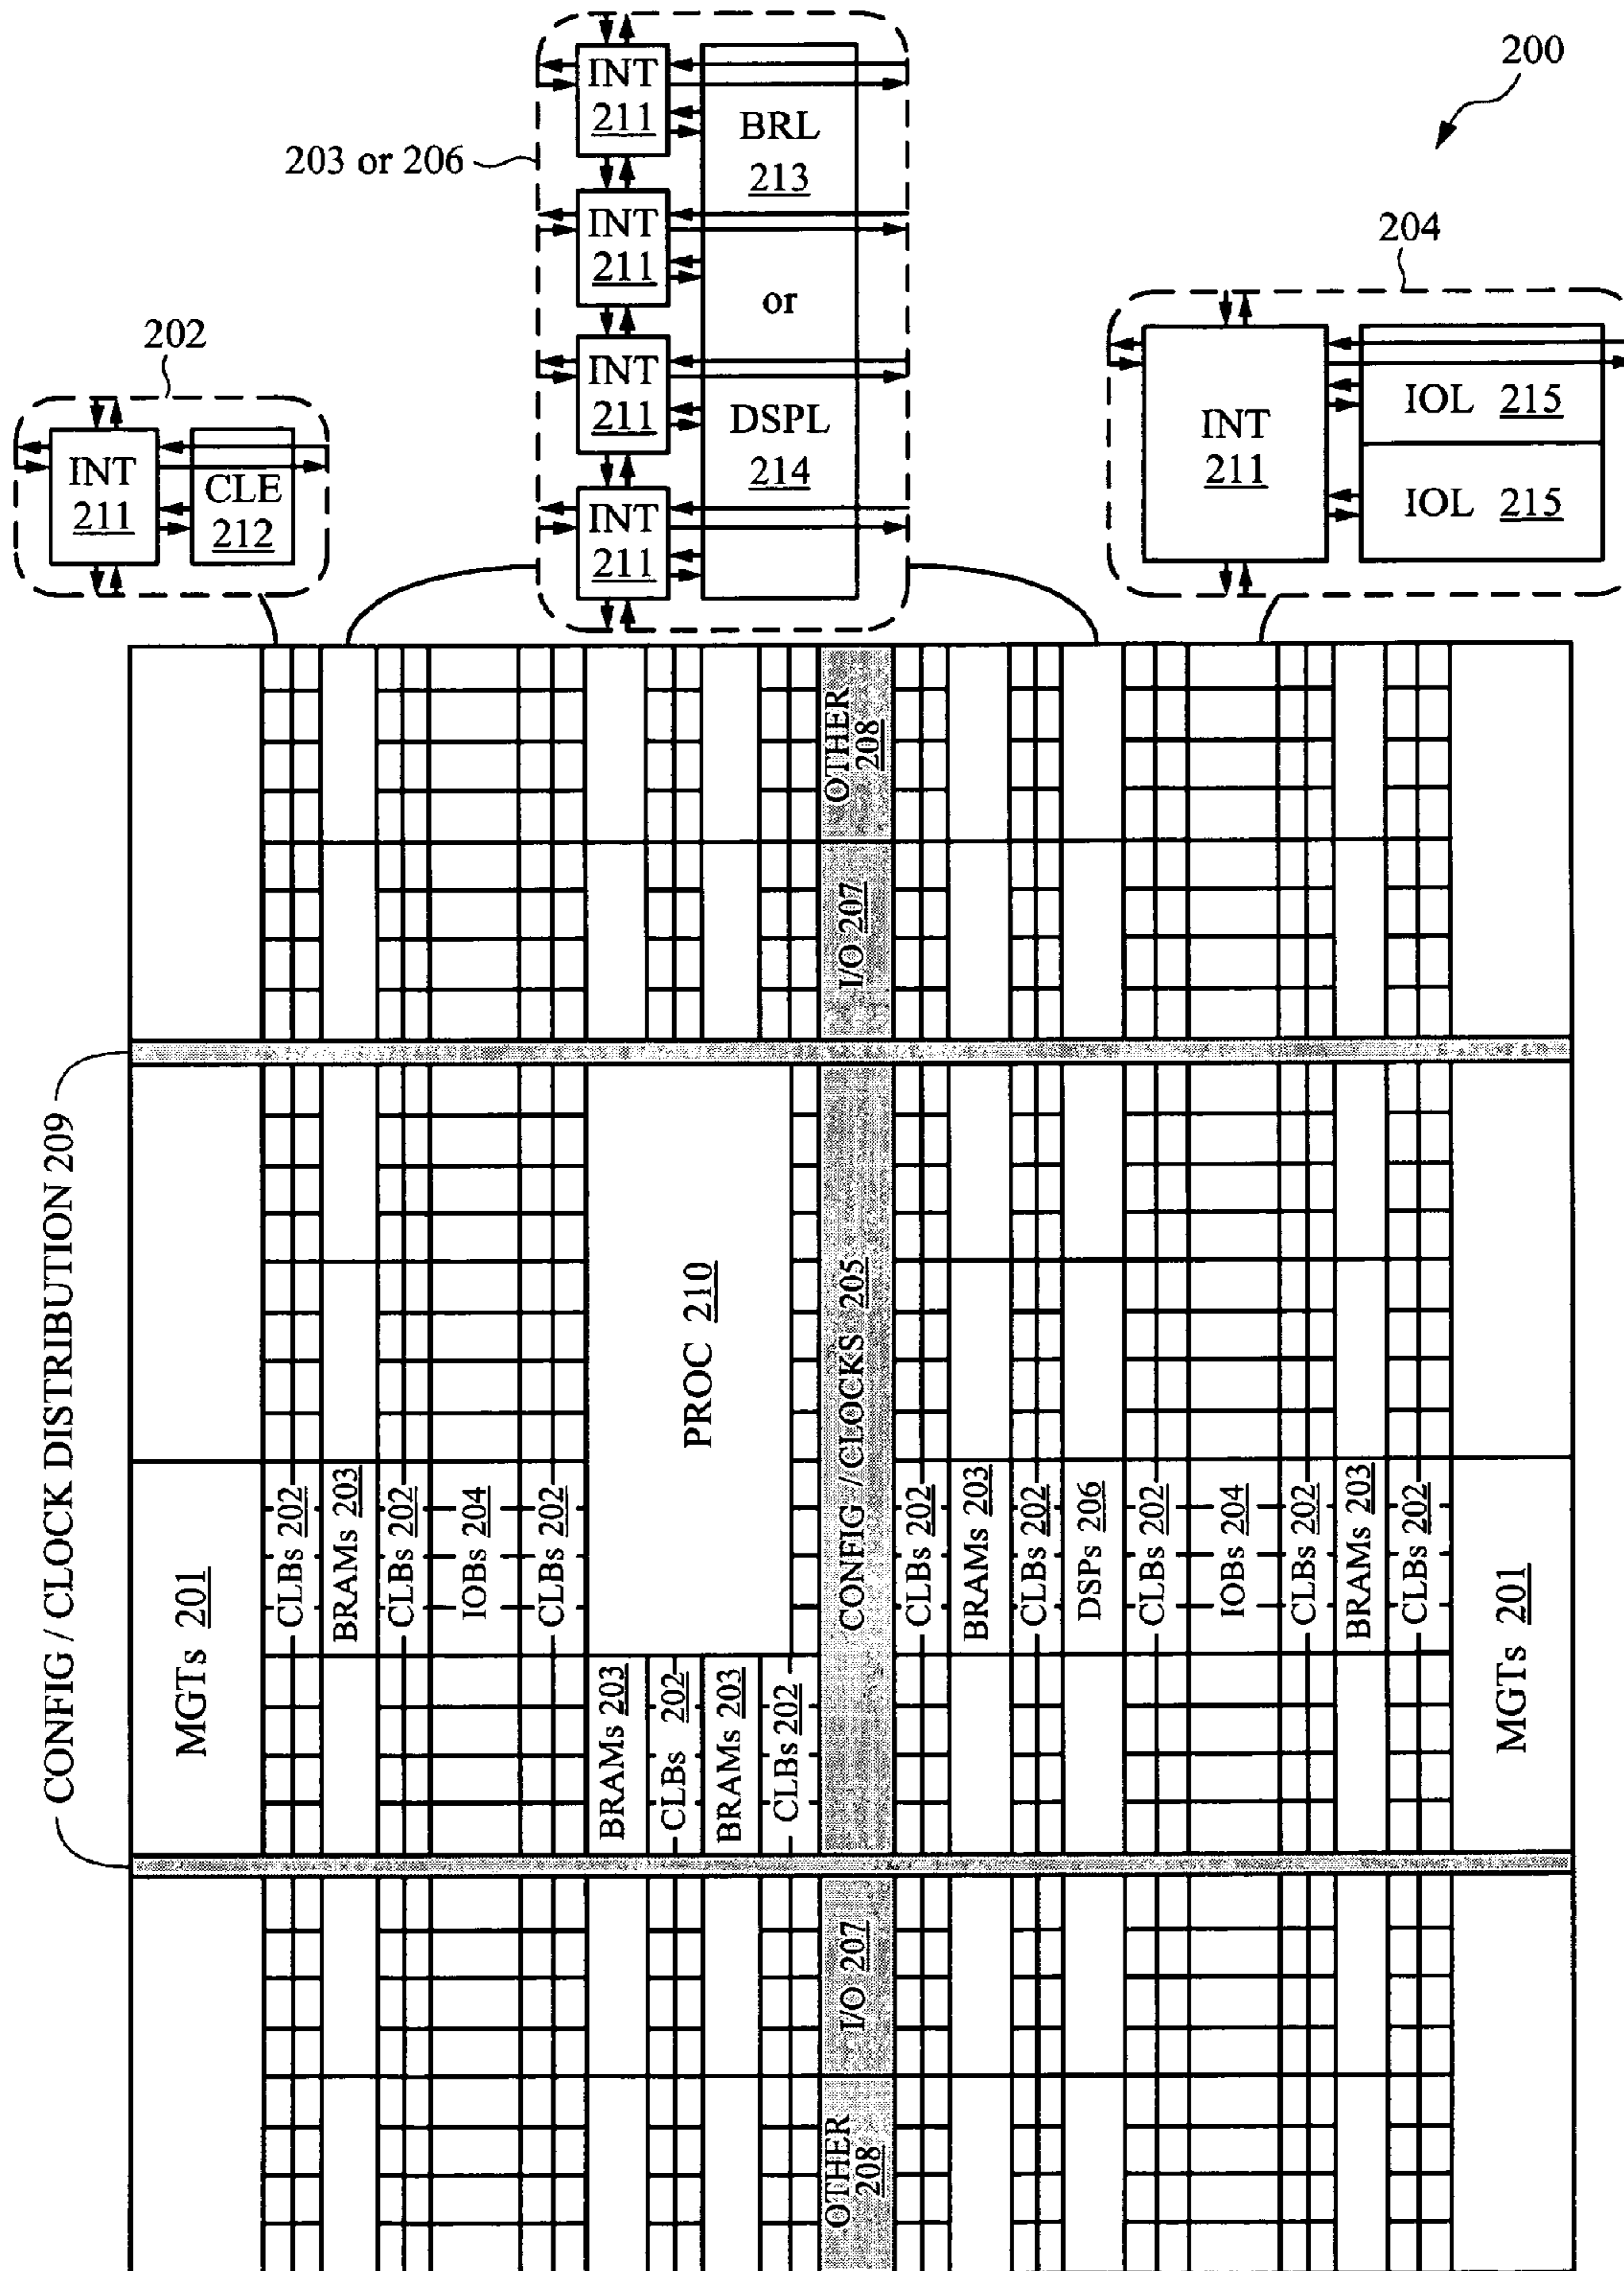 200
203 or 206
INT
211
INT
211
INT
211
INT
211
BRL
213
or
DSPL
214
204
INT
211
IOL 215
IOL 215
202
INT
211
CLE
212
CONFIG / CLOCK DISTRIBUTION 209
OTHER
208
I/O 207
MGTs 201
CLBs 202
BRAMs 203
CLBs 202
IOBs 204
CLBs 202
PROC 210
BRAMs 203
CLBs 202
BRAMs 203
CLBs 202
CONFIG / CLOCKS 205
CLBs 202
BRAMs 203
CLBs 202
DSPs 206
CLBs 202
IOBs 204
CLBs 202
BRAMs 203
CLBs 202
MGTs 201
I/O 207
OTHER
208